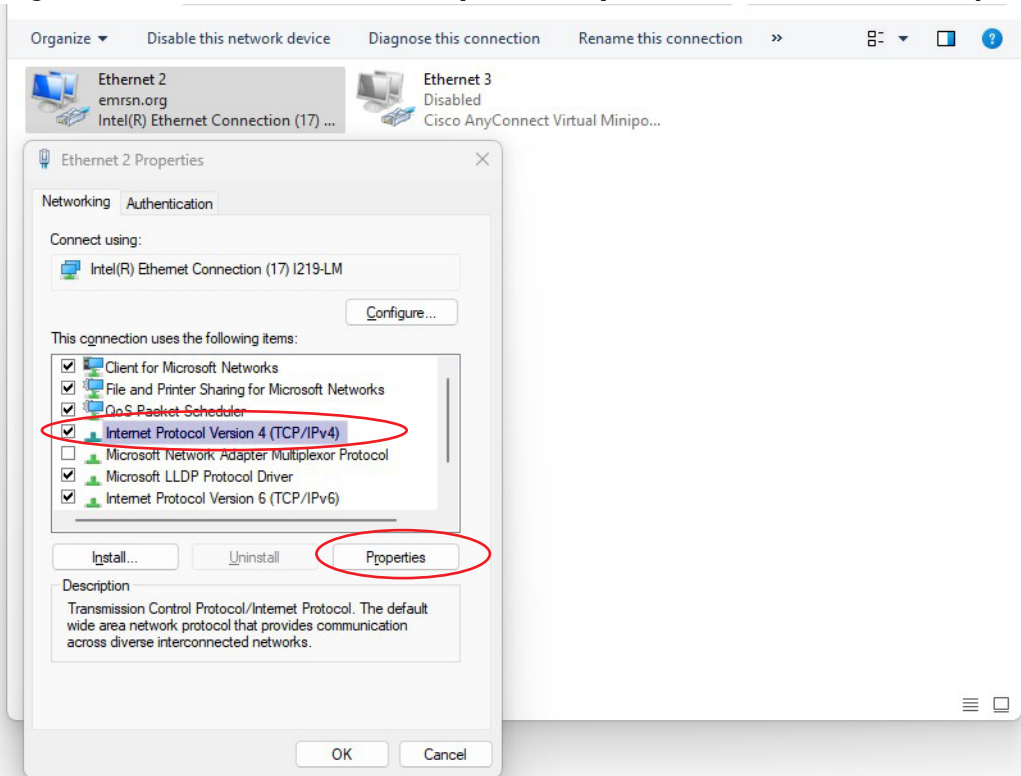 Organize Disable this network device Diagnose this connection Rename this connection »
Ethernet 2
emrsn.org
Intel(R) Ethernet Connection (17) ...
Ethernet 3
Disabled
Cisco AnyConnect Virtual Minipo...
Ethernet 2 Properties
Networking Authentication
Connect using:
Intel(R) Ethernet Connection (17) I219-LM
Configure...
This connection uses the following items:
Client for Microsoft Networks
File and Printer Sharing for Microsoft Networks
QoS Packet Scheduler
Internet Protocol Version 4 (TCP/IPv4)
Microsoft Network Adapter Multiplexor Protocol
Microsoft LLDP Protocol Driver
Internet Protocol Version 6 (TCP/IPv6)
Install... Uninstall Properties
Description
Transmission Control Protocol/Internet Protocol. The default
wide area network protocol that provides communication
across diverse interconnected networks.
OK Cancel